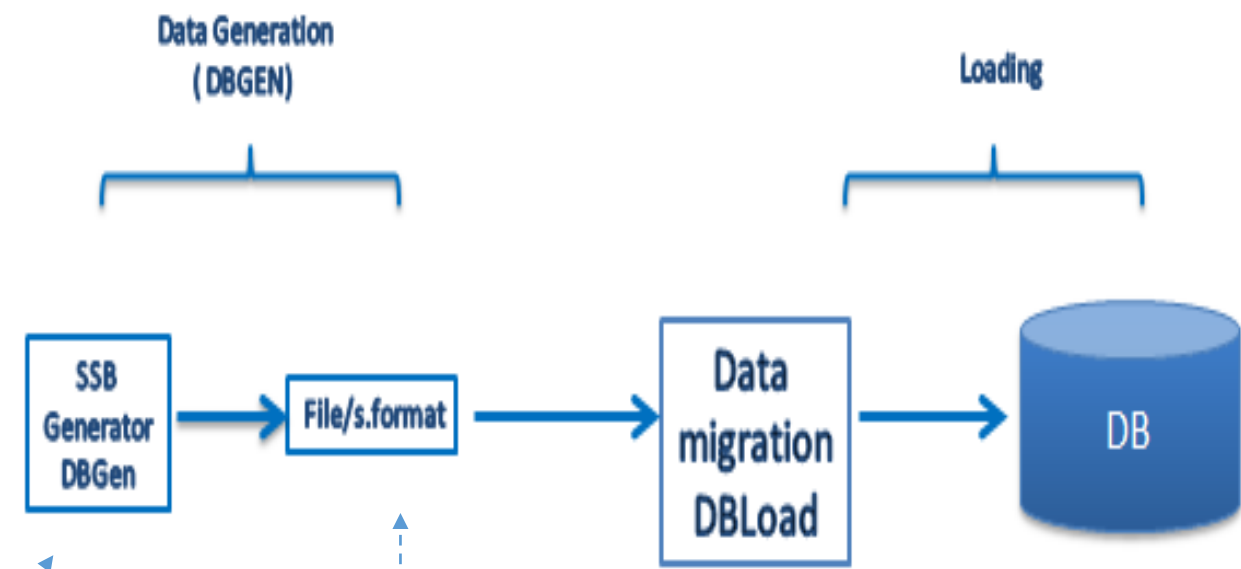 Data Generation
( DBGEN)
Loading
SSB
Generator
DBGen
File/s.format
Data
migration
DBLoad
DB